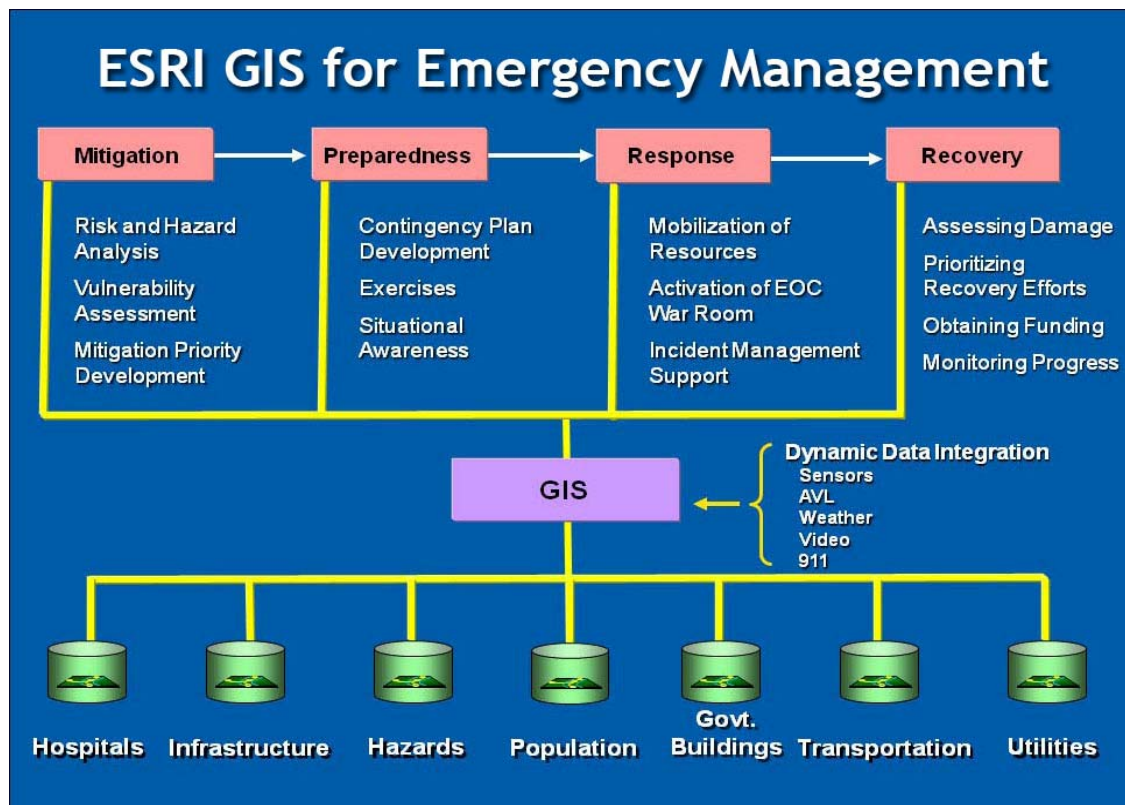 ESRI GIS for Emergency Management
Mitigation
Preparedness
Response
Recovery
Risk and Hazard
Analysis
Vulnerability
Assessment
Mitigation Priority
Development
Contingency Plan
Development
Exercises
Situational
Awareness
Mobilization of
Resources
Activation of EOC
War Room
Incident Management
Support
Assessing Damage
Prioritizing
Recovery Efforts
Obtaining Funding
Monitoring Progress
GIS
Dynamic Data Integration
Sensors
AVL
Weather
Video
911
Hospitals
Infrastructure
Hazards
Population
Govt.
Buildings
Transportation
Utilities